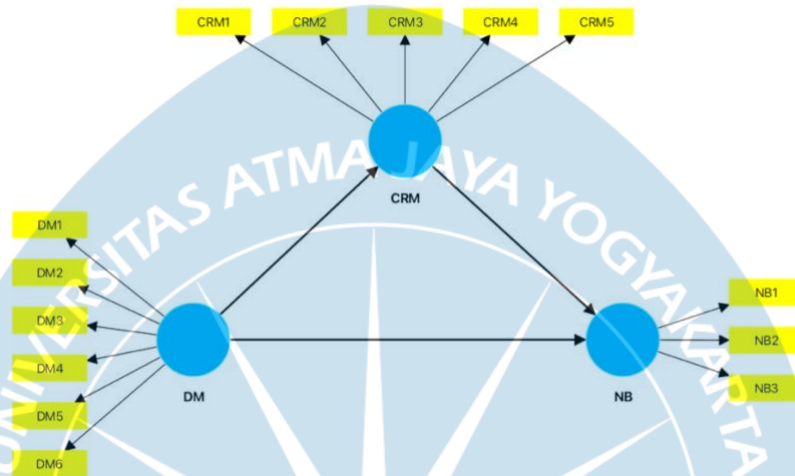 CRM1 CRM2 CRM3 CRM4 CRM5
CRM
UNIVERSITAS ATMA JAYA YOGYAKARTA
DM1
DM2
DM3
DM4
DM5
DM6
DM
NB1
NB2
NB3
NB